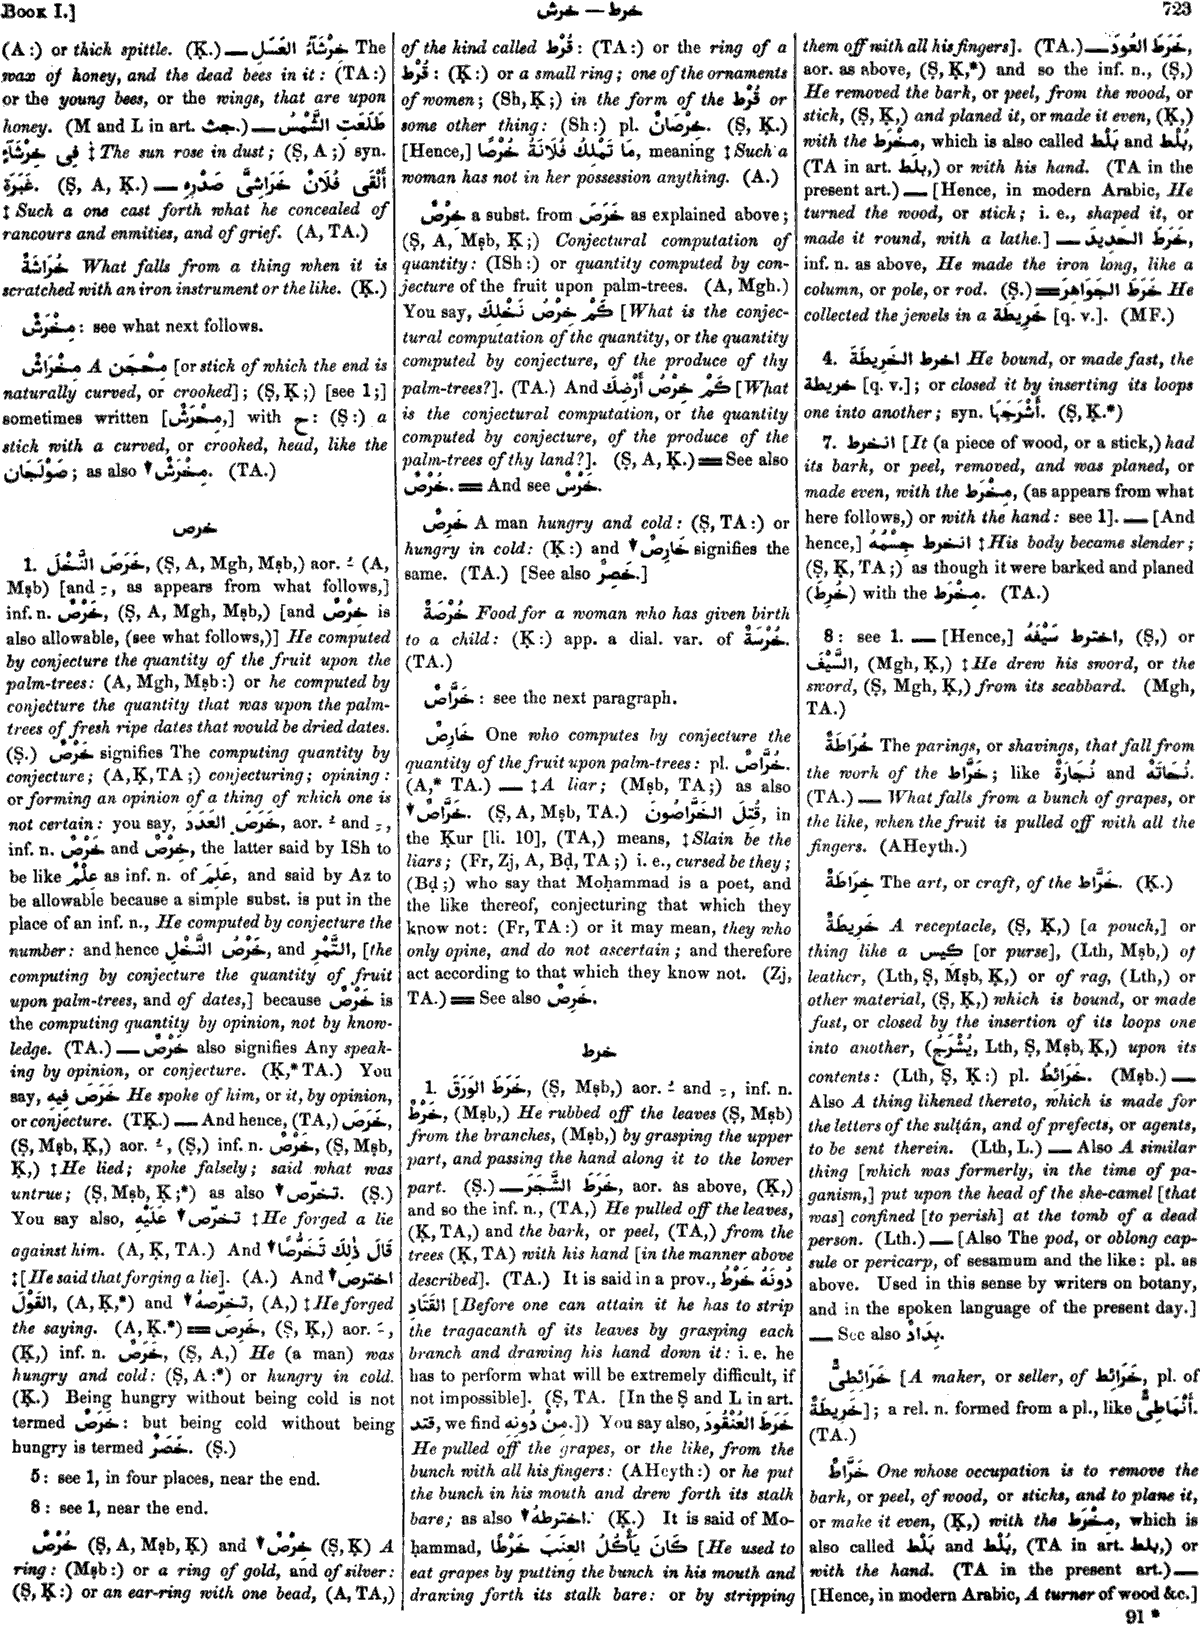 Book I.]
خرش — خرط
723
(A:) or thick spittle. (Ḳ.) — خِرْشَآءُ العَسَلِ The
wax of honey, and the dead bees in it: (TA:)
or the young bees, or the wings, that are upon
honey. (M and L in art. جث.) — طَلَعَتِ الشَّمْسُ
فِى خِرْشَآءٍ ‡ The sun rose in dust; (Ṣ, A;) syn.
غَبَرَة. (Ṣ, A, Ḳ.) — أَلْقَى فُلَانٌ خَرَاشِىَّ صَدْرِهِ
‡ Such a one cast forth what he concealed of
rancours and enmities, and of grief. (A, TA.)
خُرَاشَةٌ What falls from a thing when it is
scratched with an iron instrument or the like. (Ḳ.)
مِخْرَشٌ: see what next follows.
مِخْرَاشٌ A مِحْجَن [or stick of which the end is
naturally curved, or crooked]; (Ṣ, Ḳ;) [see 1;]
sometimes written [مِحْرَشٌ,] with ح: (Ṣ:) a
stick with a curved, or crooked, head, like the
صَوْلَجَان; as also ▼ مِخْرَشٌ. (TA.)
خرص
1. خَرَصَ النَّخْلَ, (Ṣ, A, Mgh, Mṣb,) aor. ـُ (A,
Mṣb) [and ـِ, as appears from what follows,]
inf. n. خَرْصٌ, (Ṣ, A, Mgh, Mṣb,) [and خِرْصٌ is
also allowable, (see what follows,)] He computed
by conjecture the quantity of the fruit upon the
palm-trees: (A, Mgh, Mṣb:) or he computed by
conjecture the quantity that was upon the palm-
trees of fresh ripe dates that would be dried dates.
(Ṣ.) خَرْصٌ signifies The computing quantity by
conjecture; (A, Ḳ, TA;) conjecturing; opining:
or forming an opinion of a thing of which one is
not certain: you say, خَرَصَ العَدَدَ, aor. ـُ and ـِ,
inf. n. خَرْصٌ and خِرْصٌ, the latter said by ISh to
be like عِلْمٌ as inf. n. of عَلِمَ, and said by Az to
be allowable because a simple subst. is put in the
place of an inf. n., He computed by conjecture the
number: and hence خَرْصُ النَّخْلِ, and التَّمْرِ, [the
computing by conjecture the quantity of fruit
upon palm-trees, and of dates,] because خَرْصٌ is
the computing quantity by opinion, not by know-
ledge. (TA.) — خَرْصٌ also signifies Any speak-
ing by opinion, or conjecture. (Ḳ,* TA.) You
say, خَرَصَ فِيهِ He spoke of him, or it, by opinion,
or conjecture. (TḲ.) — And hence, (TA,) خَرَصَ,
(Ṣ, Mṣb, Ḳ,) aor. ـُ, (Ṣ,) inf. n. خَرْصٌ, (Ṣ, Mṣb,
Ḳ,) ‡ He lied; spoke falsely; said what was
untrue; (Ṣ, Mṣb, Ḳ;*) as also ▼ تخرّص. (Ṣ.)
You say also, تخرّص ▼ عَلَيْهِ ‡ He forged a lie
against him. (A, Ḳ, TA.) And قَالَ ذٰلِكَ تَخَرُّصًا ▼
‡ [He said that forging a lie]. (A.) And اخترص ▼
القَوْلَ, (A, Ḳ,*) and تخرّصهُ ▼, (A,) ‡ He forged
the saying. (A, Ḳ.*) = خَرِصَ, (Ṣ, Ḳ,) aor. ـَ,
(Ḳ,) inf. n. خَرَصٌ, (Ṣ, A,) He (a man) was
hungry and cold: (Ṣ, A:*) or hungry in cold.
(Ḳ.) Being hungry without being cold is not
termed خَرَصٌ: but being cold without being
hungry is termed خَصَرٌ. (Ṣ.)
5: see 1, in four places, near the end.
8: see 1, near the end.
خُرْصٌ (Ṣ, A, Mṣb, Ḳ) and ▼ خِرْصٌ (Ṣ, Ḳ) A
ring: (Mṣb:) or a ring of gold, and of silver:
(Ṣ, Ḳ:) or an ear-ring with one bead, (A, TA,)
of the kind called قُرْط: (TA:) or the ring of a
قُرْط: (Ḳ:) or a small ring; one of the ornaments
of women; (Sh, Ḳ;) in the form of the قُرْط or
some other thing: (Sh:) pl. خِرَصَانٌ. (Ṣ, Ḳ.)
[Hence,] مَا تَمْلِكُ فُلَانَةُ خُرْصًا, meaning ‡ Such a
woman has not in her possession anything. (A.)
خِرْصٌ a subst. from خَرَصَ as explained above;
(Ṣ, A, Mṣb, Ḳ;) Conjectural computation of
quantity: (ISh:) or quantity computed by con-
jecture of the fruit upon palm-trees. (A, Mgh.)
You say, كَمْ خِرْصُ نَخْلِكَ [What is the conjec-
tural computation of the quantity, or the quantity
computed by conjecture, of the produce of thy
palm-trees?]. (TA.) And كَمْ خِرْصُ أَرْضِكَ [What
is the conjectural computation, or the quantity
computed by conjecture, of the produce of the
palm-trees of thy land?]. (Ṣ, A, Ḳ.) = See also
خُرْصٌ. = And see خُرْسٌ.
خَرِصٌ A man hungry and cold: (Ṣ, TA:) or
hungry in cold: (Ḳ:) and ▼ خَارِصٌ signifies the
same. (TA.) [See also خَصِرٌ.]
خُرْصَةٌ Food for a woman who has given birth
to a child: (Ḳ:) app. a dial. var. of خُرْسَةٌ.
(TA.)
خَرَّاصٌ: see the next paragraph.
خَارِصٌ One who computes by conjecture the
quantity of the fruit upon palm-trees: pl. خُرَّاصٌ.
(A,* TA.) — ‡ A liar; (Mṣb, TA;) as also
▼ خَرَّاصٌ. (Ṣ, A, Mṣb, TA.) قُتِلَ الخَرَّاصُونَ, in
the Ḳur [li. 10], (TA,) means, ‡ Slain be the
liars; (Fr, Zj, A, Bḍ, TA;) i. e., cursed be they;
(Bḍ;) who say that Moḥammad is a poet, and
the like thereof, conjecturing that which they
know not: (Fr, TA:) or it may mean, they who
only opine, and do not ascertain; and therefore
act according to that which they know not. (Zj,
TA.) = See also خَرِصٌ.
خرط
1. خَرَطَ الوَرَقَ, (Ṣ, Mṣb,) aor. ـُ and ـِ, inf. n.
خَرْطٌ, (Mṣb,) He rubbed off the leaves (Ṣ, Mṣb)
from the branches, (Mṣb,) by grasping the upper
part, and passing the hand along it to the lower
part. (Ṣ.) — خَرَطَ الشَّجَرَ, aor. as above, (Ḳ,)
and so the inf. n., (TA,) He pulled off the leaves,
(Ḳ, TA,) and the bark, or peel, (TA,) from the
trees (Ḳ, TA) with his hand [in the manner above
described]. (TA.) It is said in a prov., دُونَهُ خَرْطُ
القَتَادِ [Before one can attain it he has to strip
the tragacanth of its leaves by grasping each
branch and drawing his hand down it: i. e. he
has to perform what will be extremely difficult, if
not impossible]. (Ṣ, TA. [In the Ṣ and L in art.
قتد, we find مِنْ دُونِهِ.]) You say also, خَرَطَ العُنْقُودَ
He pulled off the grapes, or the like, from the
bunch with all his fingers: (AHeyth:) or he put
the bunch in his mouth and drew forth its stalk
bare; as also ▼ اخترطهُ. (Ḳ.) It is said of Mo-
ḥammad, كَانَ يَأْكُلُ العِنَبَ خَرْطًا [He used to
eat grapes by putting the bunch in his mouth and
drawing forth its stalk bare: or by stripping
them off with all his fingers]. (TA.) — خَرَطَ العُودَ,
aor. as above, (Ṣ, Ḳ,*) and so the inf. n., (Ṣ,)
He removed the bark, or peel, from the wood, or
stick, (Ṣ, Ḳ,) and planed it, or made it even, (Ḳ,)
with the مِخْرَط, which is also called بَلْط and بُلْط,
(TA in art. بلط,) or with his hand. (TA in the
present art.) — [Hence, in modern Arabic, He
turned the wood, or stick; i. e., shaped it, or
made it round, with a lathe.] — خَرَطَ الحَدِيدَ,
inf. n. as above, He made the iron long, like a
column, or pole, or rod. (Ṣ.) = خَرَطَ الجَوَاهِرَ He
collected the jewels in a خَرِيطَة [q. v.]. (MF.)
4. اخرط الخَرِيطَةَ He bound, or made fast, the
خريطة [q. v.]; or closed it by inserting its loops
one into another; syn. أَشْرَجَهَا. (Ṣ, Ḳ.*)
7. انخرط [It (a piece of wood, or a stick,) had
its bark, or peel, removed, and was planed, or
made even, with the مِخْرَط, (as appears from what
here follows,) or with the hand: see 1]. — [And
hence,] انخرط جِسْمُهُ ‡ His body became slender;
(Ṣ, Ḳ, TA;) as though it were barked and planed
(خُرِطَ) with the مِخْرَط. (TA.)
8: see 1. — [Hence,] اخترط سَيْفَهُ, (Ṣ,) or
السَّيْفَ, (Mgh, Ḳ,) ‡ He drew his sword, or the
sword, (Ṣ, Mgh, Ḳ,) from its scabbard. (Mgh,
TA.)
خُرَاطَةٌ The parings, or shavings, that fall from
the work of the خَرَّاط; like نُجَارَةٌ and نُحَاتَةٌ.
(TA.) — What falls from a bunch of grapes, or
the like, when the fruit is pulled off with all the
fingers. (AHeyth.)
خِرَاطَةٌ The art, or craft, of the خَرَّاط. (Ḳ.)
خَرِيطَةٌ A receptacle, (Ṣ, Ḳ,) [a pouch,] or
thing like a كِيس [or purse], (Lth, Mṣb,) of
leather, (Lth, Ṣ, Mṣb, Ḳ,) or of rag, (Lth,) or
other material, (Ṣ, Ḳ,) which is bound, or made
fast, or closed by the insertion of its loops one
into another, (يُشْرَجُ, Lth, Ṣ, Mṣb, Ḳ,) upon its
contents: (Lth, Ṣ, Ḳ:) pl. خَرَائِطُ. (Mṣb.) —
Also A thing likened thereto, which is made for
the letters of the sulṭán, and of prefects, or agents,
to be sent therein. (Lth, L.) — Also A similar
thing [which was formerly, in the time of pa-
ganism,] put upon the head of the she-camel [that
was] confined [to perish] at the tomb of a dead
person. (Lth.) — [Also The pod, or oblong cap-
sule or pericarp, of sesamum and the like: pl. as
above. Used in this sense by writers on botany,
and in the spoken language of the present day.]
— See also بِدَادٌ.
خَرَائِطِىٌّ [A maker, or seller, of خَرَائِط, pl. of
خَرِيطَةٌ]; a rel. n. formed from a pl., like أَنْمَاطِىٌّ.
(TA.)
خَرَّاطٌ One whose occupation is to remove the
bark, or peel, of wood, or sticks, and to plane it,
or make it even, (Ḳ,) with the مِخْرَط, which is
also called بَلْط and بُلْط, (TA in art. بلط,) or
with the hand. (TA in the present art.) —
[Hence, in modern Arabic, A turner of wood &c.]
91 *